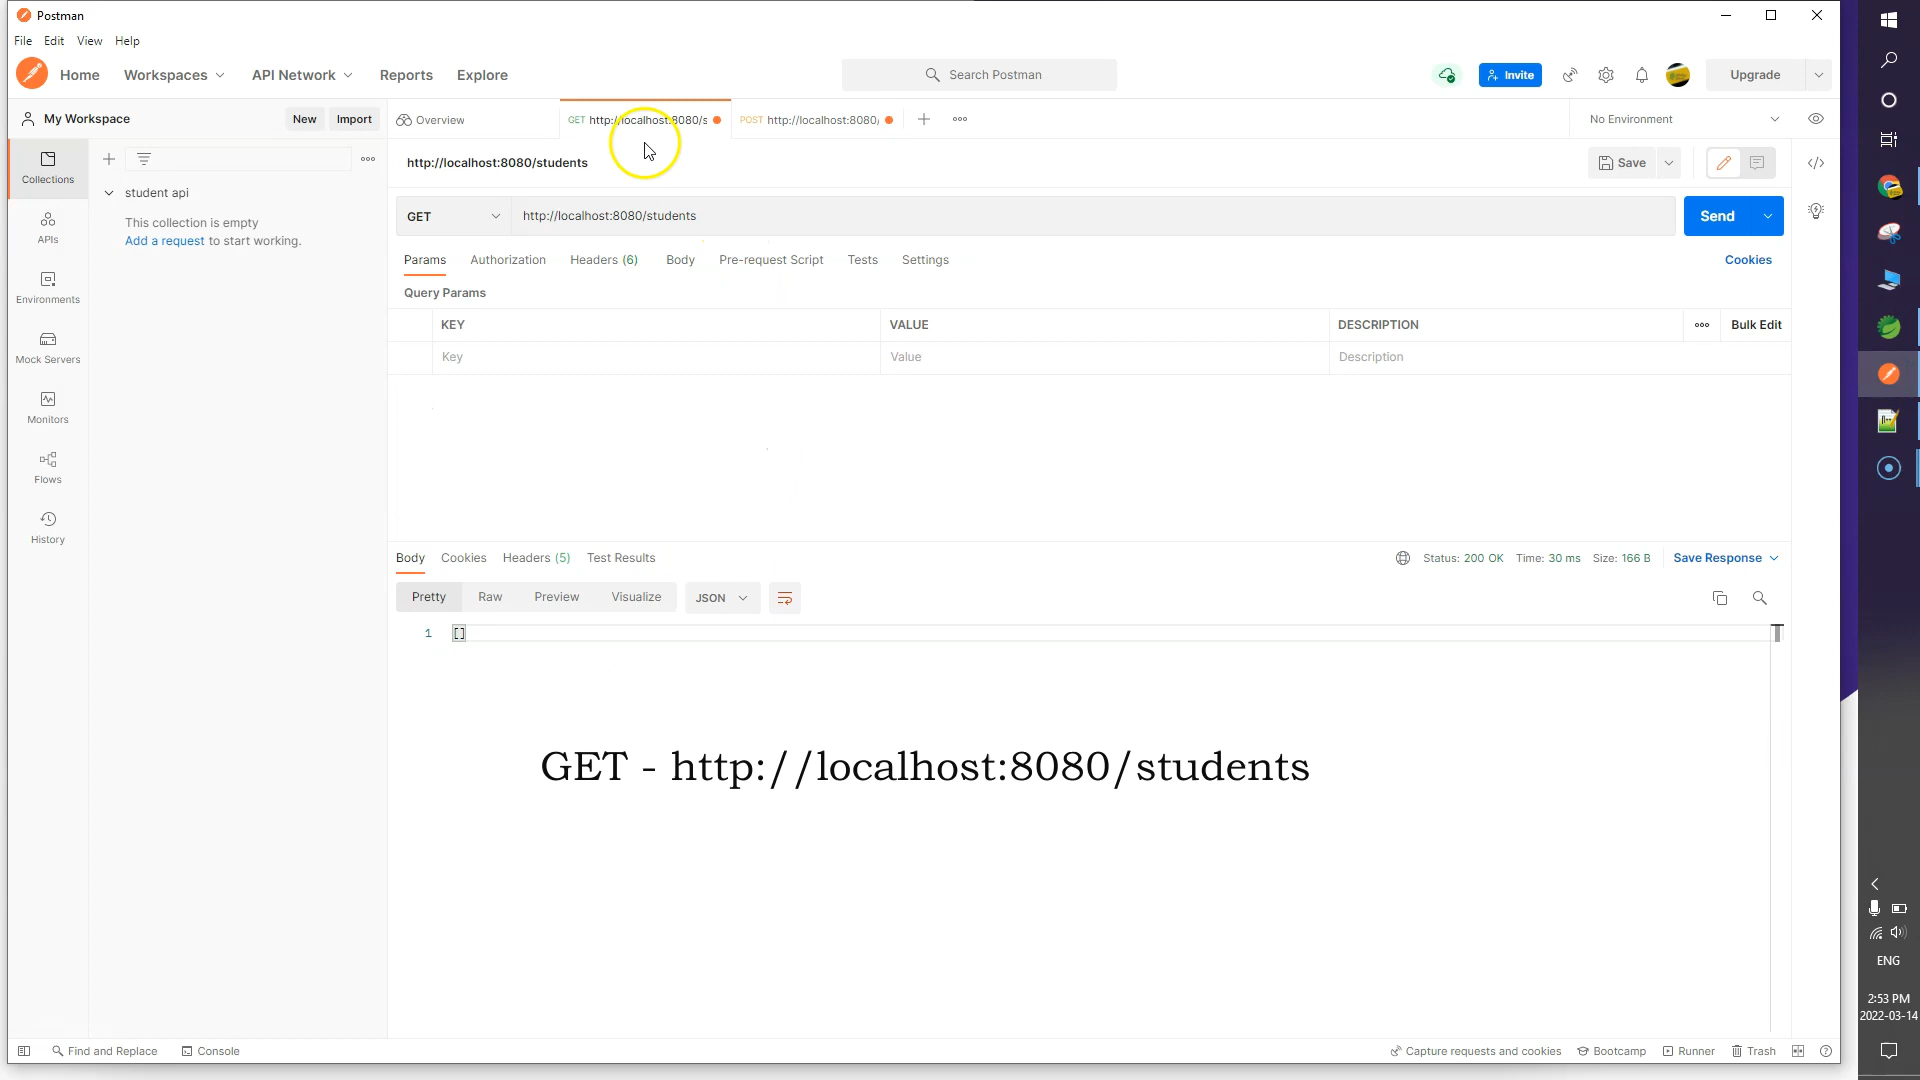 Postman
File Edit View Help
Home Workspaces API Network Reports Explore Search Postman Invite Upgrade
My Workspace New Import
Overview GET http://localhost:8080/s POST http://localhost:8080/ No Environment
Collections
student api
This collection is empty
Add a request to start working.
APIs
Environments
Mock Servers
Monitors
Flows
History
http://localhost:8080/students Save
GET http://localhost:8080/students Send
Params Authorization Headers (6) Body Pre-request Script Tests Settings Cookies
Query Params
KEY VALUE DESCRIPTION Bulk Edit
Key Value Description
Body Cookies Headers (5) Test Results Status: 200 OK Time: 30 ms Size: 166 B Save Response
Pretty Raw Preview Visualize JSON
1 []
GET - http://localhost:8080/students
Find and Replace Console Capture requests and cookies Bootcamp Runner Trash
ENG
2:53 PM
2022-03-14